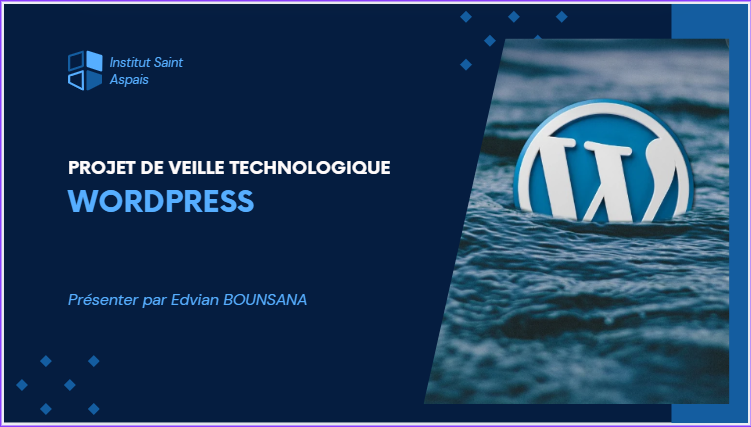 Institut Saint
Aspais
PROJET DE VEILLE TECHNOLOGIQUE
WORDPRESS
Présenter par Edvian BOUNSANA
W